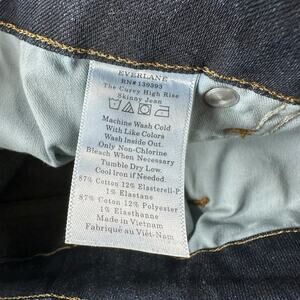 EVERLANE
RN# 139393
The Curvy High Rise
Skinny Jean
Machine Wash Cold
With Like Colors
Wash Inside Out.
Only Non-Chlorine
Bleach When Necessary
Tumble Dry Low.
Cool Iron if Needed.
87% Cotton 12% Elasterell-P
1% Elastane
87% Coton 12% Polyester
1% Elasthanne
Made in Vietnam
Fabriqué au Viêt-Nam